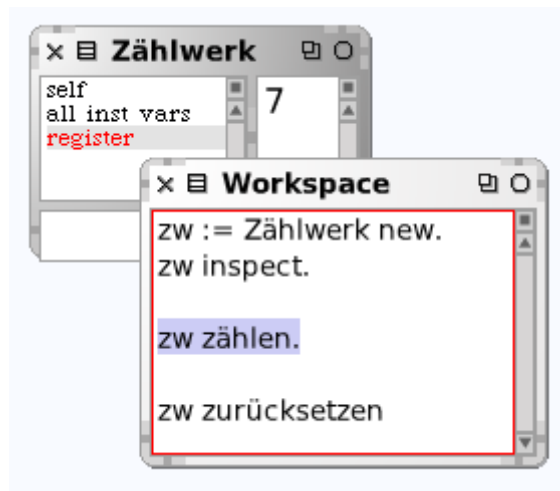 Zählwerk
self
all inst vars
register
7
Workspace
zw := Zählwerk new.
zw inspect.
zw zählen.
zw zurücksetzen